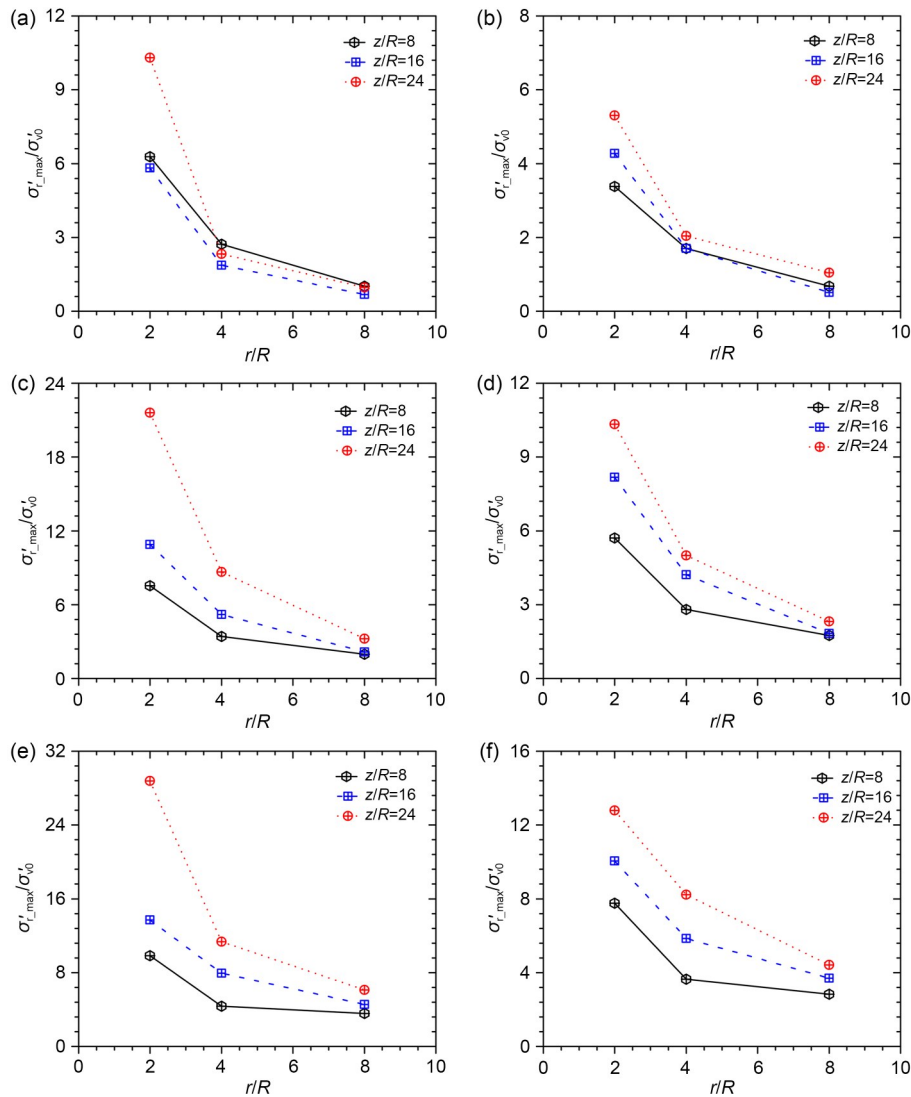 (a)
12
9
6
3
0
σ′r_max/σ′v0
z/R=8
z/R=16
z/R=24
0 2 4 6 8 10
r/R
(b)
8
6
4
2
0
σ′r_max/σ′v0
z/R=8
z/R=16
z/R=24
0 2 4 6 8 10
r/R
(c)
24
18
12
6
0
σ′r_max/σ′v0
z/R=8
z/R=16
z/R=24
0 2 4 6 8 10
r/R
(d)
12
9
6
3
0
σ′r_max/σ′v0
z/R=8
z/R=16
z/R=24
0 2 4 6 8 10
r/R
(e)
32
24
16
8
0
σ′r_max/σ′v0
z/R=8
z/R=16
z/R=24
0 2 4 6 8 10
r/R
(f)
16
12
8
4
0
σ′r_max/σ′v0
z/R=8
z/R=16
z/R=24
0 2 4 6 8 10
r/R